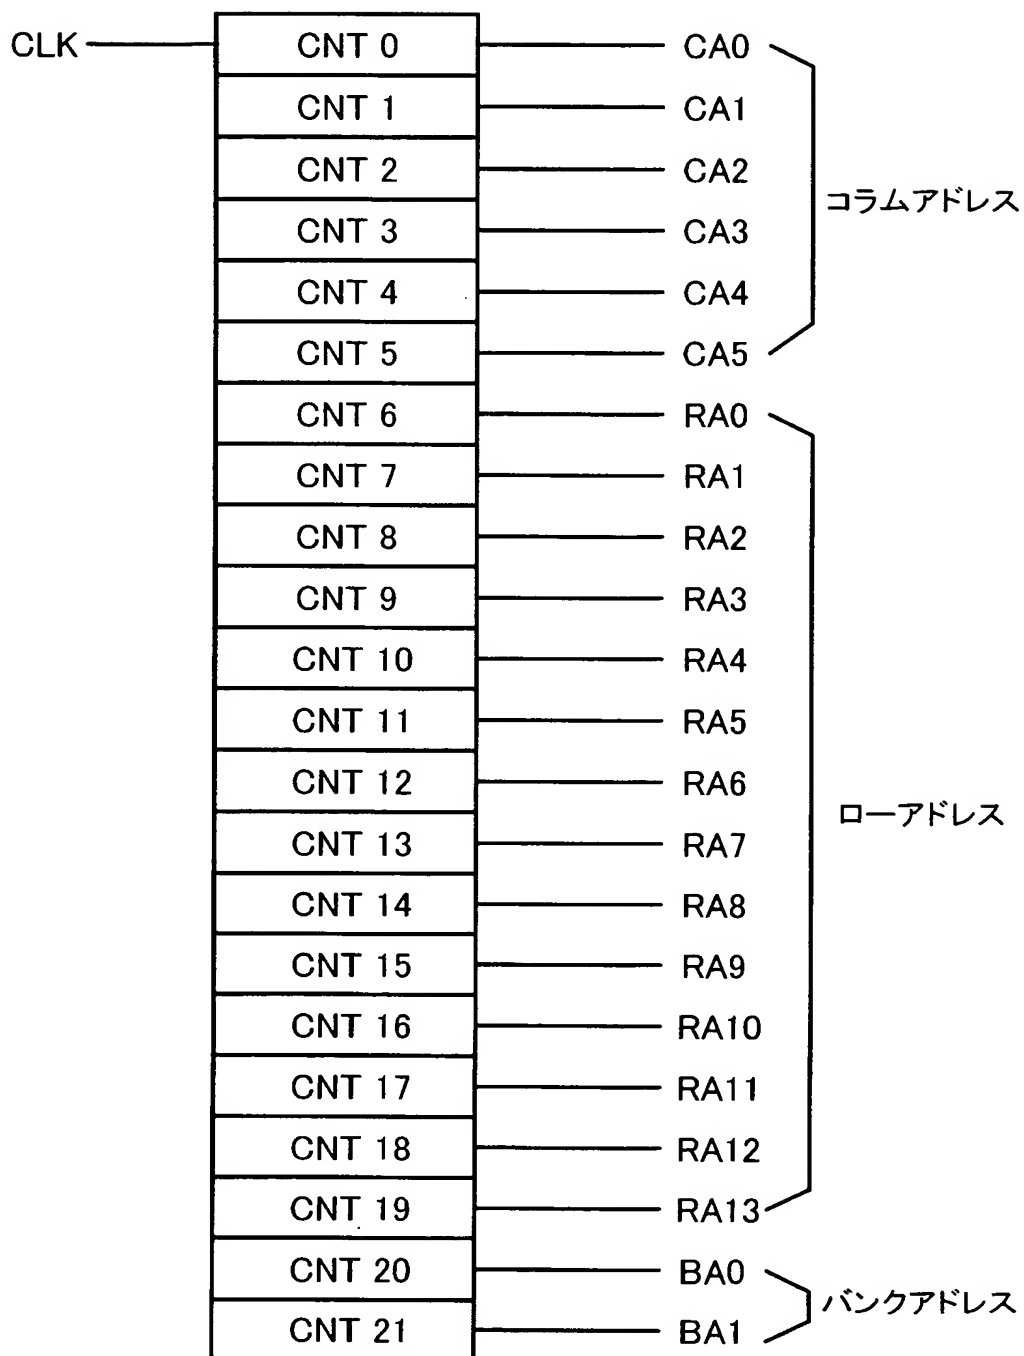 CLK CNT 0 CA0
CNT 1 CA1
CNT 2 CA2
コラムアドレス
CNT 3 CA3
CNT 4 CA4
CNT 5 CA5
CNT 6 RA0
CNT 7 RA1
CNT 8 RA2
CNT 9 RA3
CNT 10 RA4
CNT 11 RA5
CNT 12 RA6
ローアドレス
CNT 13 RA7
CNT 14 RA8
CNT 15 RA9
CNT 16 RA10
CNT 17 RA11
CNT 18 RA12
CNT 19 RA13
CNT 20 BA0
バンクアドレス
CNT 21 BA1